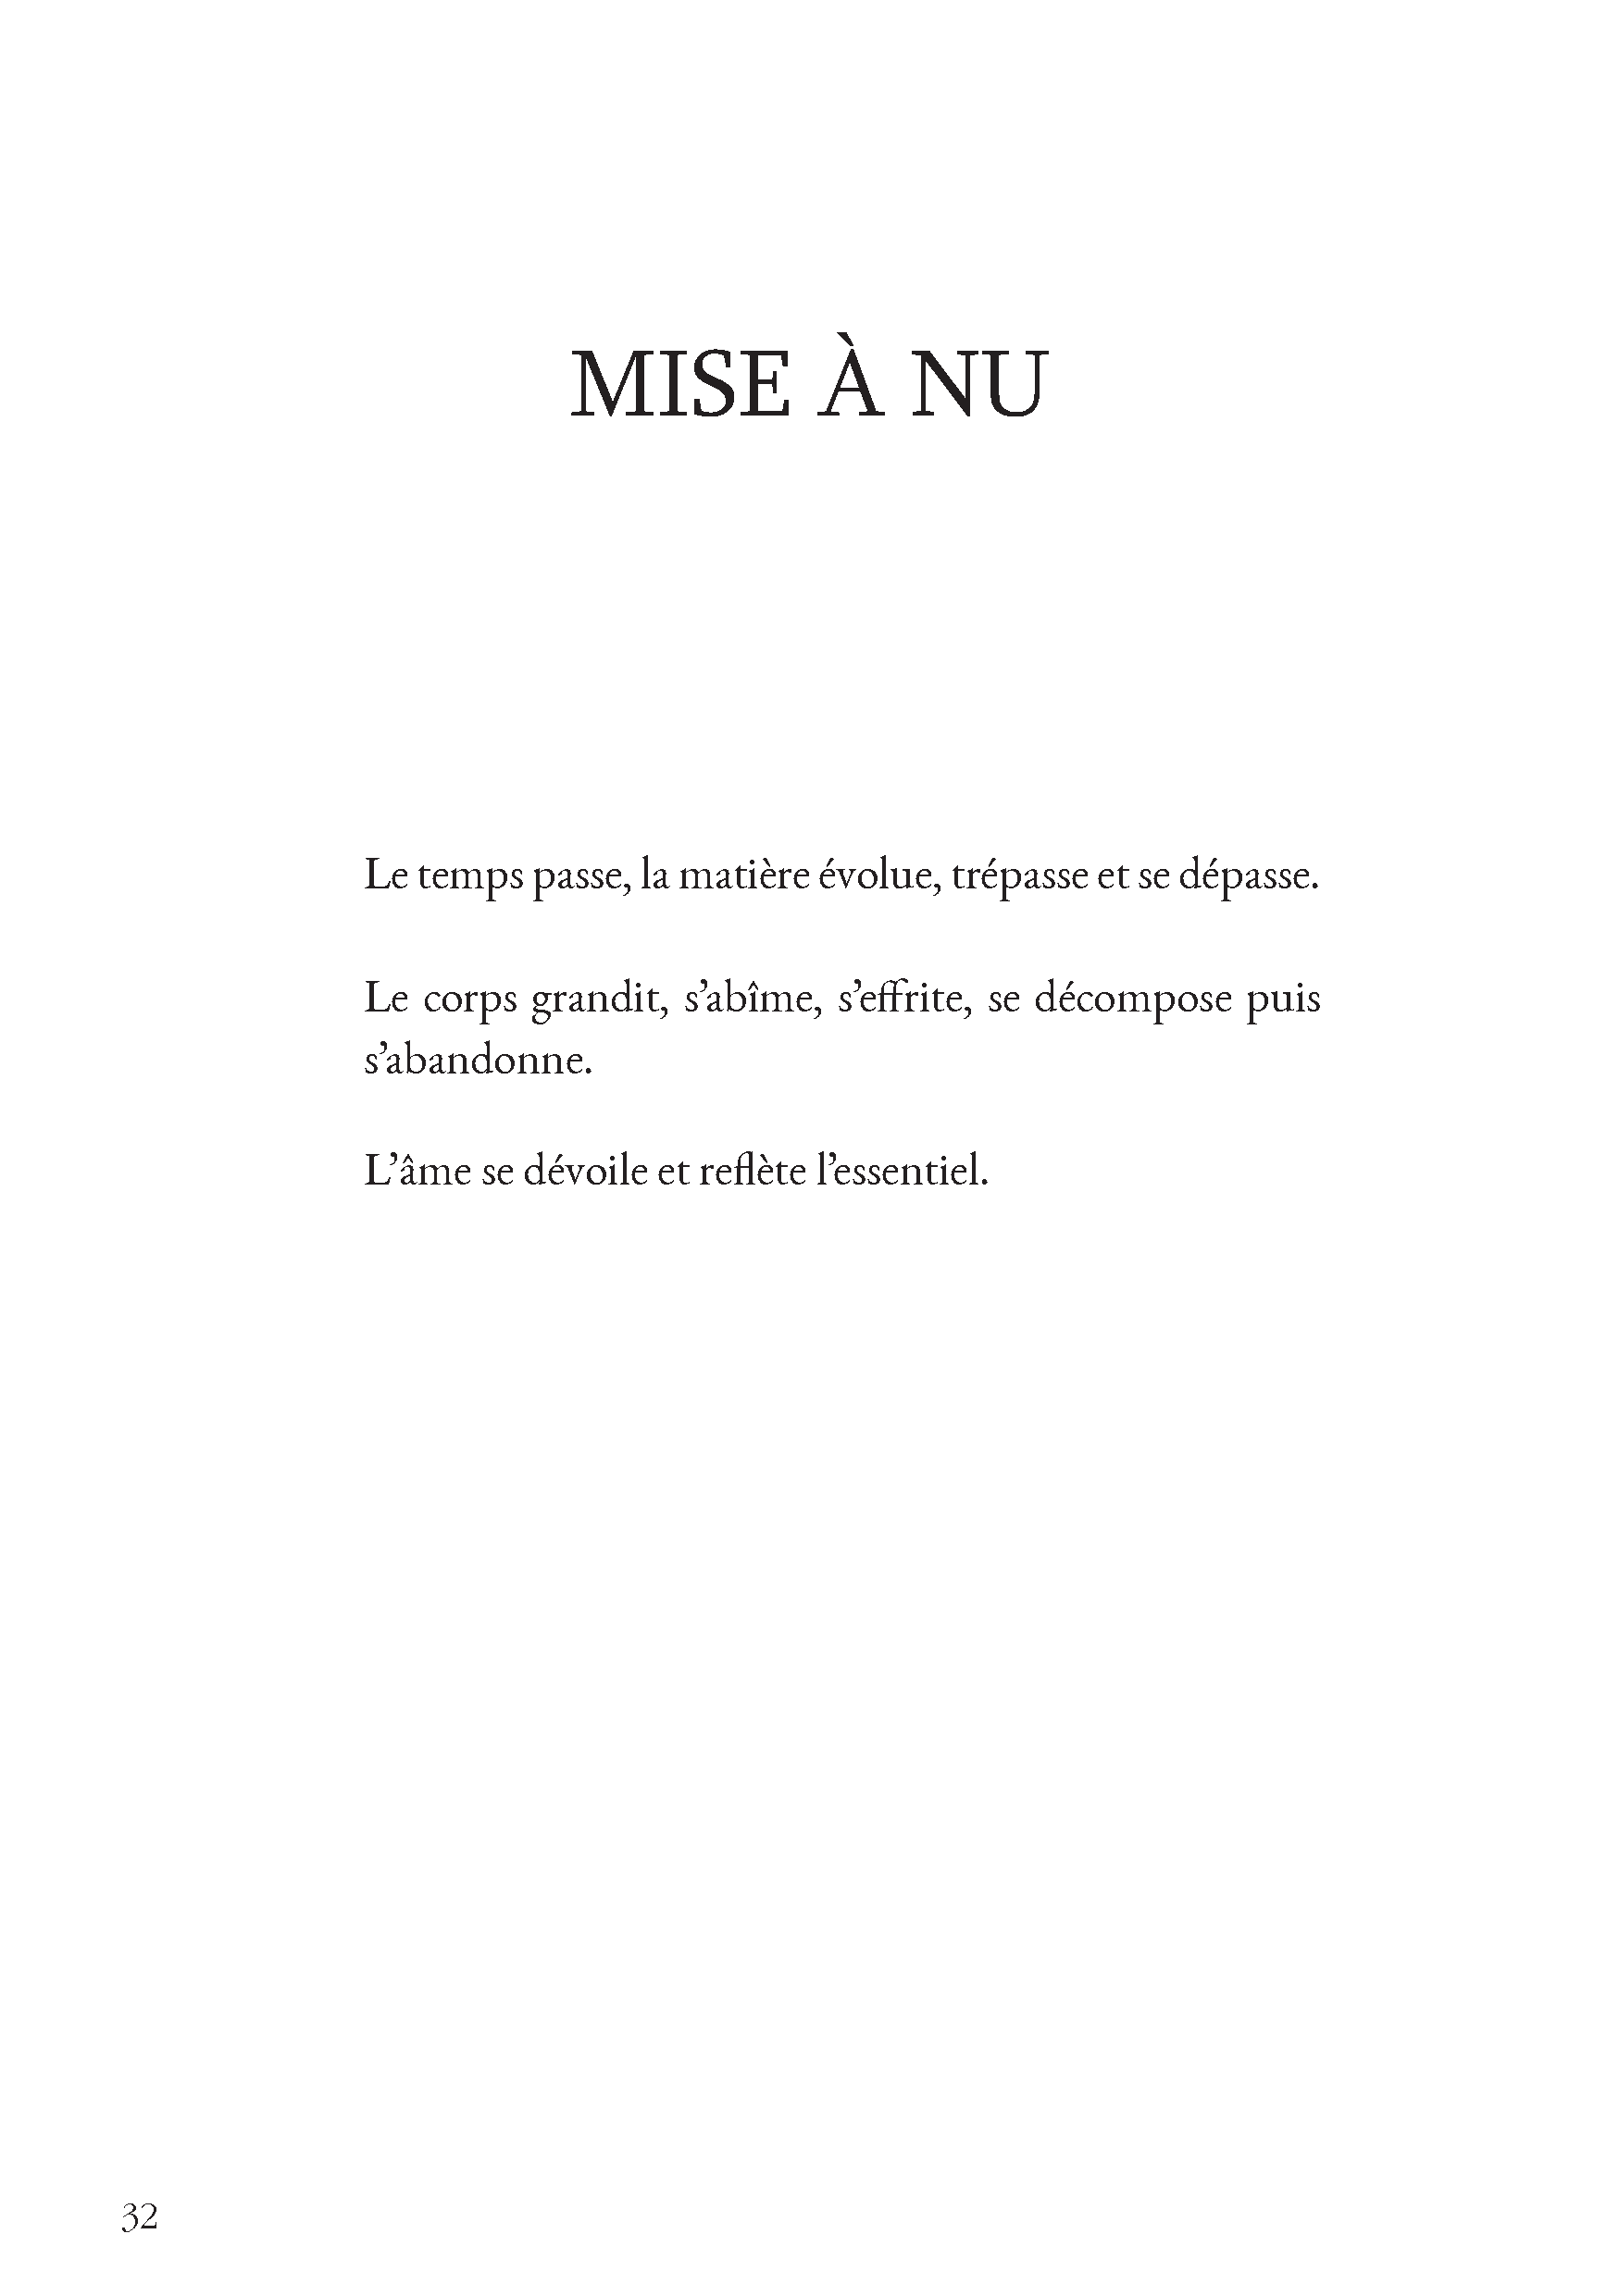 MISE À NU
Le temps passe, la matière évolue, trépasse et se dépasse.
Le corps grandit, s’abîme, s’effrite, se décompose puis
s’abandonne.
L’âme se dévoile et reflète l’essentiel.
32